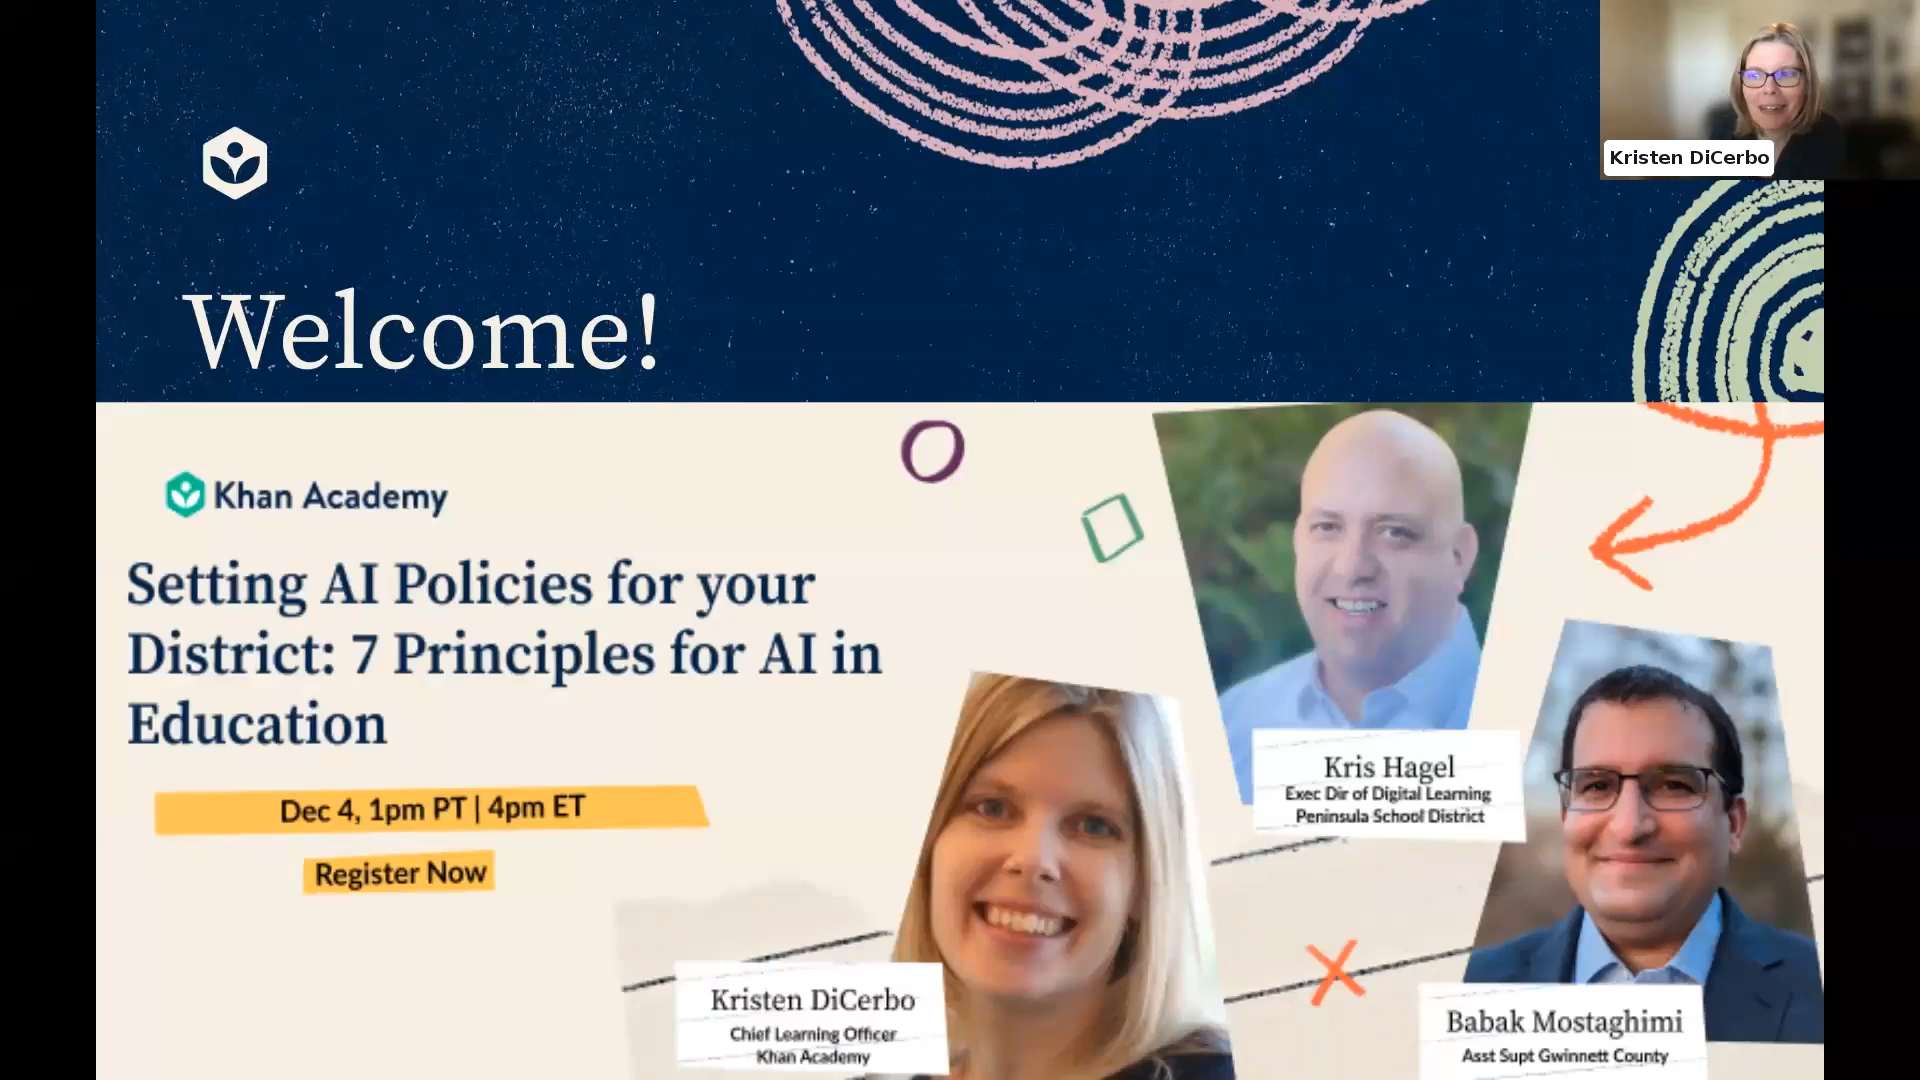 Kristen DiCerbo
Welcome!
Khan Academy
Setting AI Policies for your
District: 7 Principles for AI in
Education
Dec 4, 1pm PT | 4pm ET
Register Now
Kris Hagel
Exec Dir of Digital Learning
Peninsula School District
Kristen DiCerbo
Chief Learning Officer
Khan Academy
Babak Mostaghimi
Asst Supt Gwinnett County